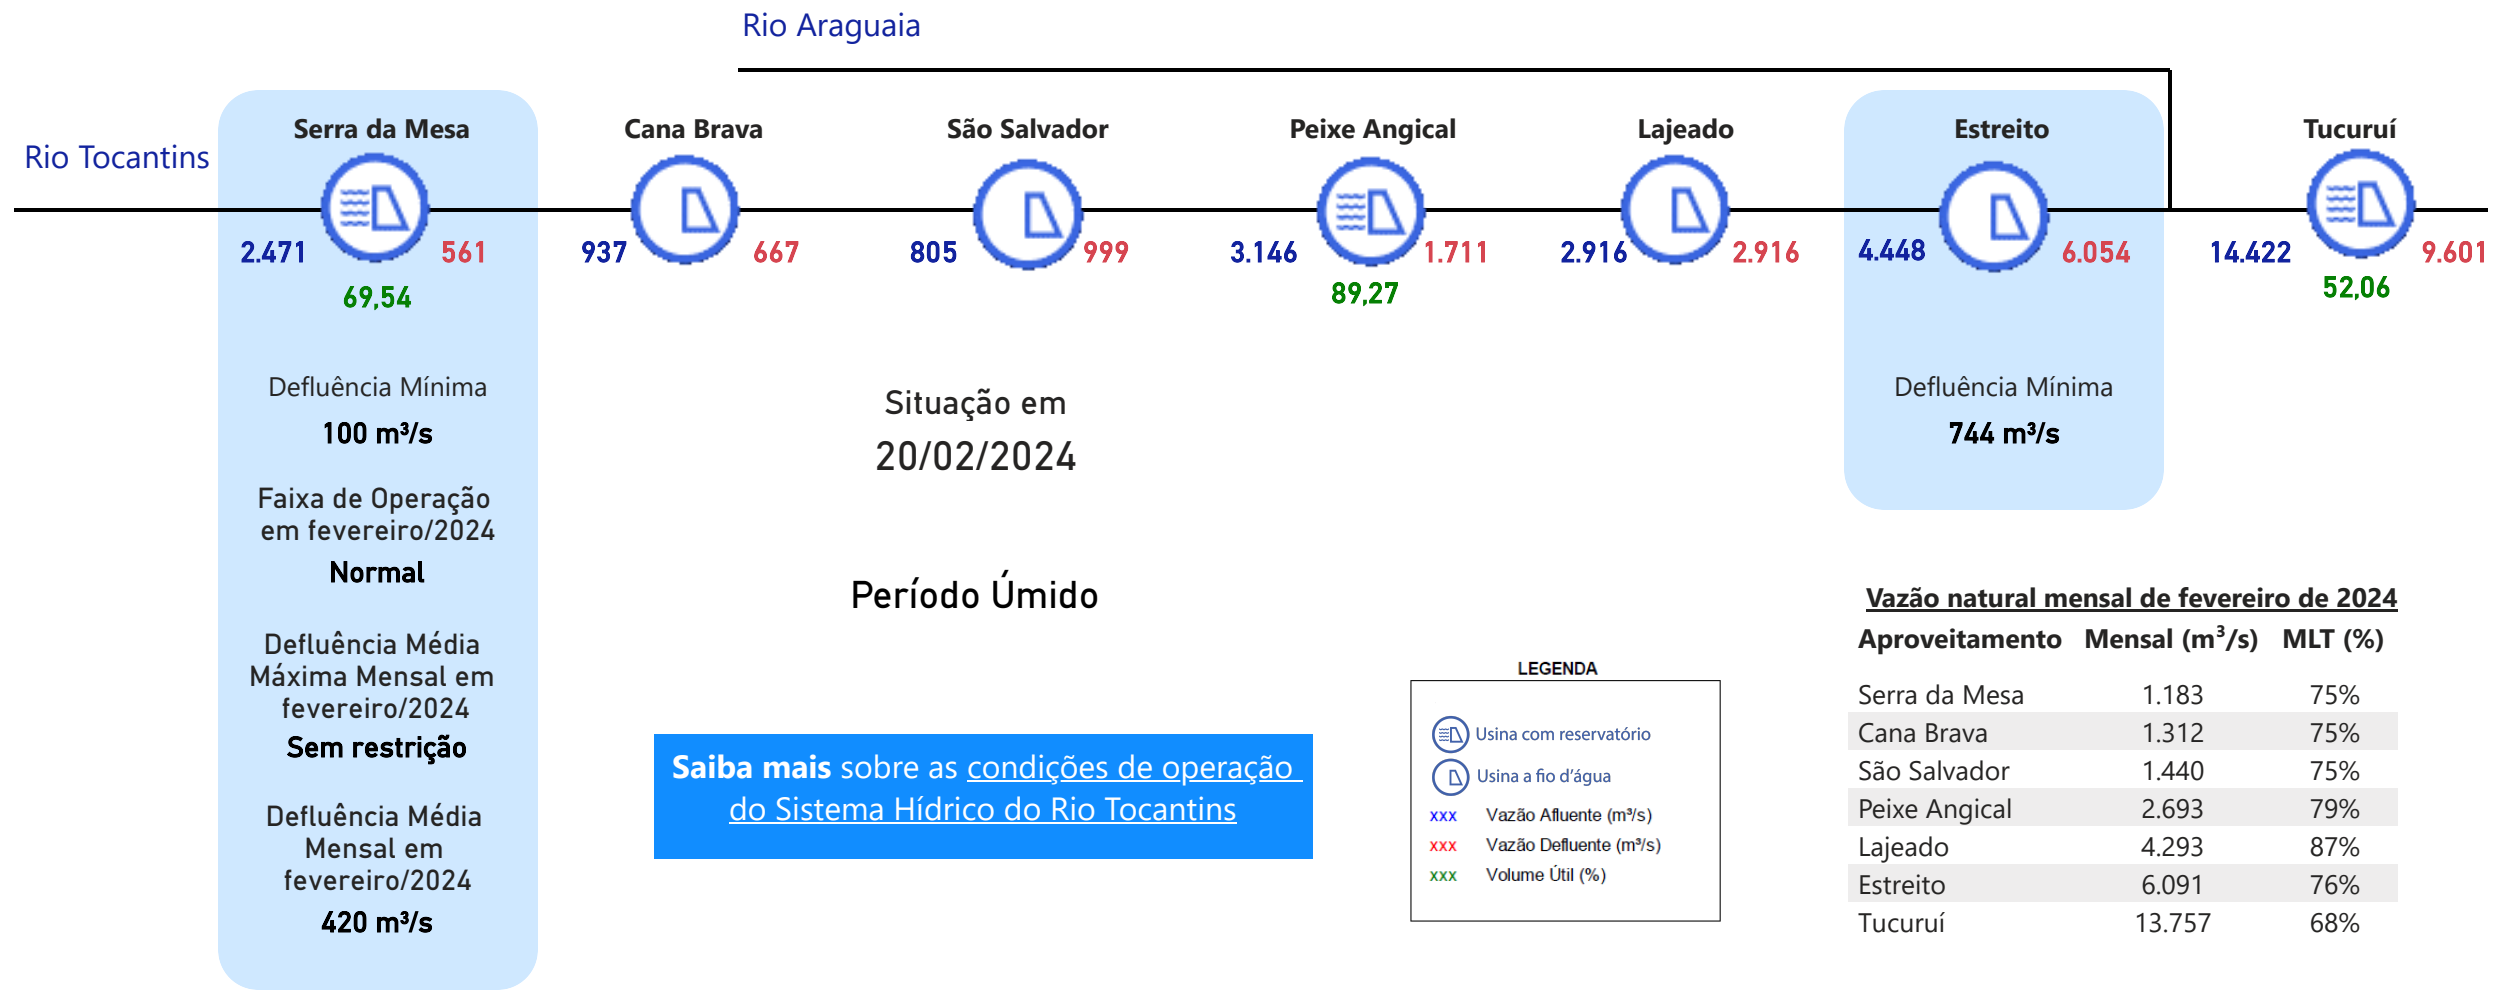 Rio Araguaia
Rio Tocantins
Serra da Mesa
2.471
561
69,54
Cana Brava
937
667
São Salvador
805
999
Peixe Angical
3.146
1.711
89,27
Lajeado
2.916
2.916
Estreito
4.448
6.054
Tucuruí
14.422
9.601
52,06
Defluência Mínima
100 m³/s
Faixa de Operação
em fevereiro/2024
Normal
Defluência Média
Máxima Mensal em
fevereiro/2024
Sem restrição
Defluência Média
Mensal em
fevereiro/2024
420 m³/s
Situação em
20/02/2024
Período Úmido
Saiba mais sobre as condições de operação
do Sistema Hídrico do Rio Tocantins
Defluência Mínima
744 m³/s
LEGENDA
Usina com reservatório
Usina a fio d'água
xxx Vazão Afluente (m³/s)
xxx Vazão Defluente (m³/s)
xxx Volume Útil (%)
Vazão natural mensal de fevereiro de 2024
Aproveitamento Mensal (m³/s) MLT (%)
Serra da Mesa 1.183 75%
Cana Brava 1.312 75%
São Salvador 1.440 75%
Peixe Angical 2.693 79%
Lajeado 4.293 87%
Estreito 6.091 76%
Tucuruí 13.757 68%